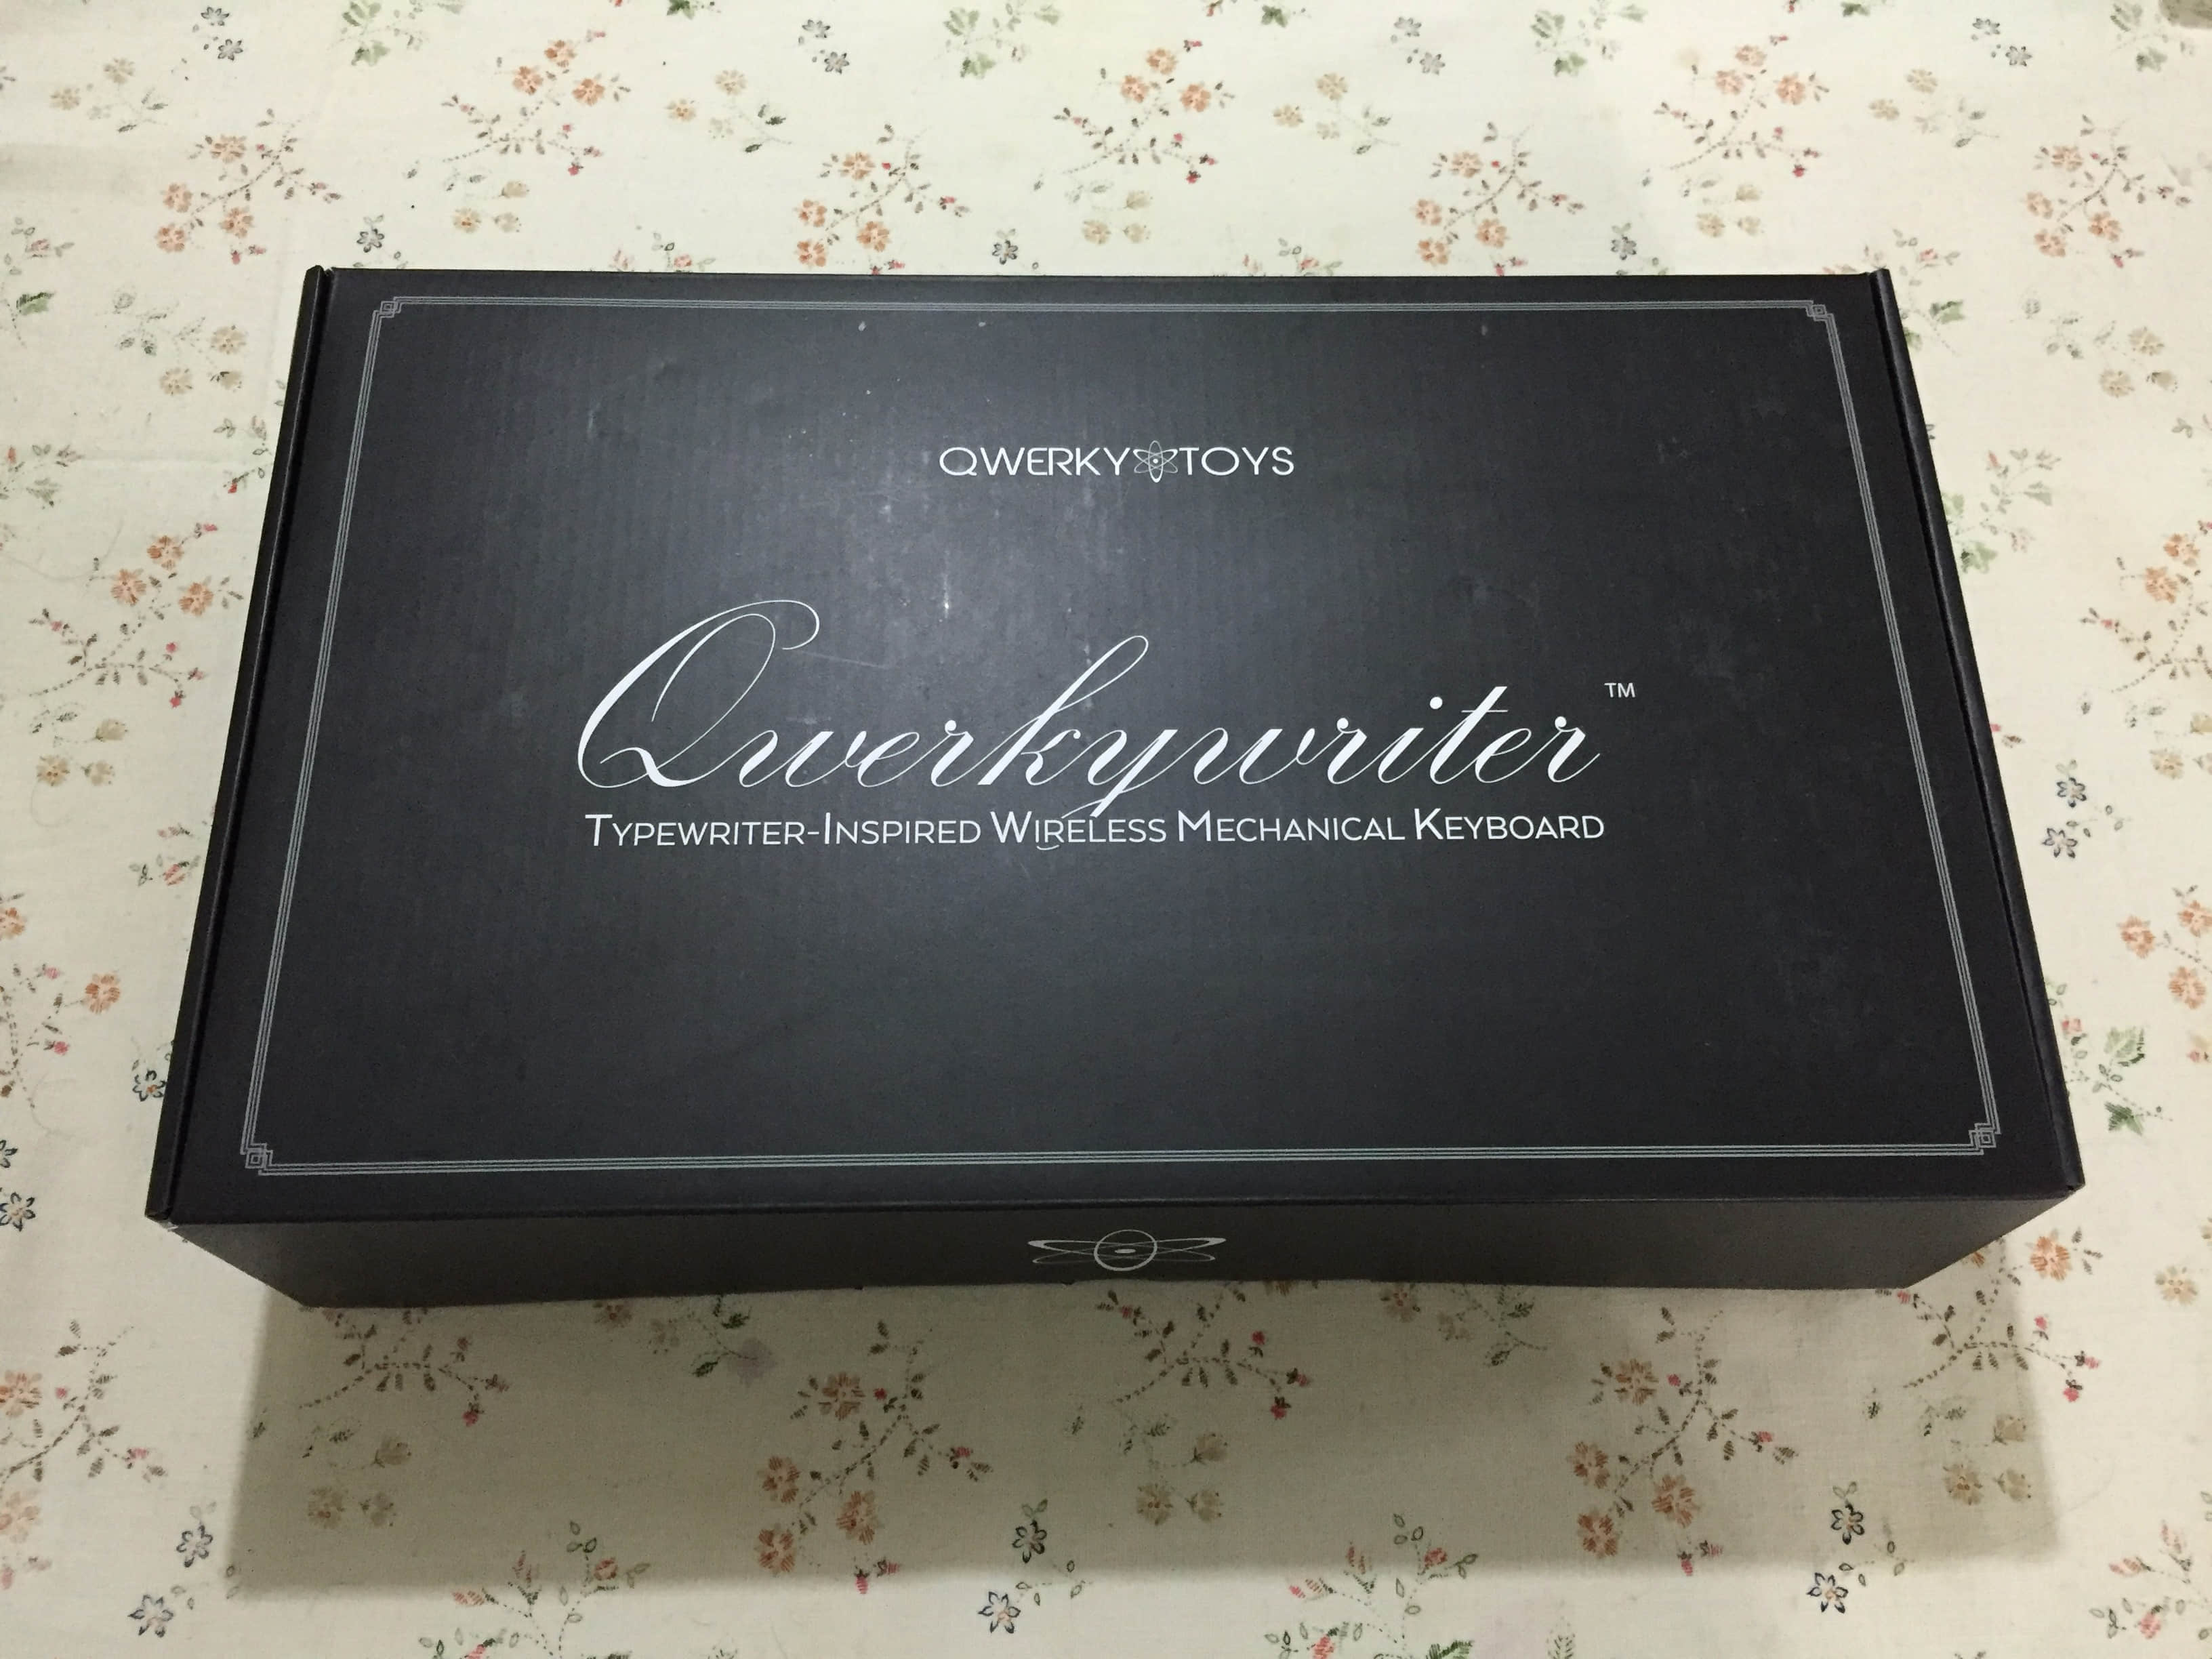 QWERKY TOYS
Qwerkywriter™
TYPEWRITER-INSPIRED WIRELESS MECHANICAL KEYBOARD